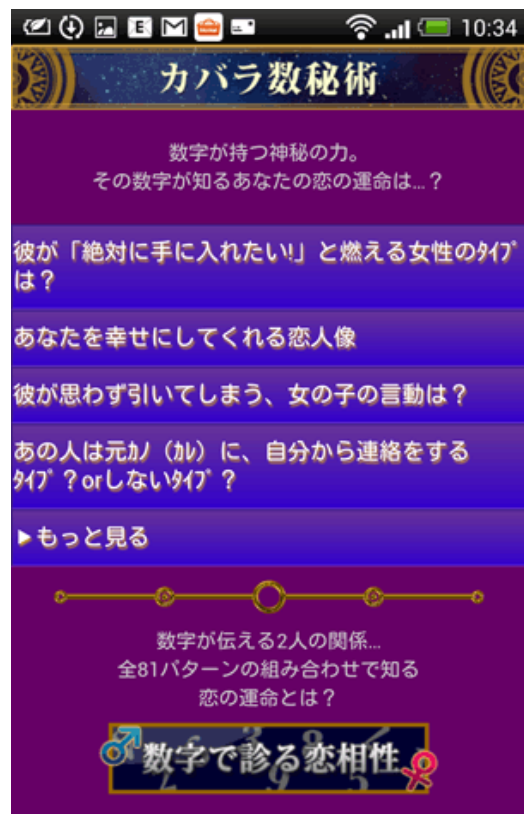 10:34
カバラ数秘術
数字が持つ神秘の力。
その数字が知るあなたの恋の運命は…？
彼が「絶対に手に入れたい!」と燃える女性のﾀｲﾌﾟ
は？
あなたを幸せにしてくれる恋人像
彼が思わず引いてしまう、女の子の言動は？
あの人は元ｶﾉ（ｶﾚ）に、自分から連絡をする
ﾀｲﾌﾟ？orしないﾀｲﾌﾟ？
▶もっと見る
数字が伝える2人の関係…
全81パターンの組み合わせで知る
恋の運命とは？
数字で診る恋相性